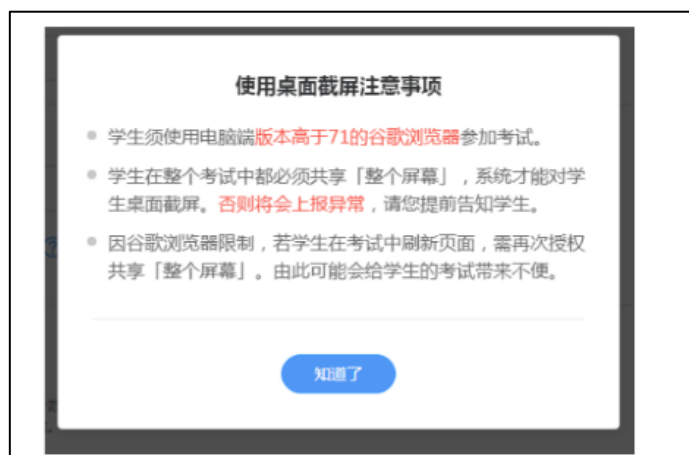 使用桌面截屏注意事项
学生须使用电脑端版本高于71的谷歌浏览器参加考试。
学生在整个考试中都必须共享「整个屏幕」，系统才能对学
生桌面截屏。否则将会上报异常，请您提前告知学生。
因谷歌浏览器限制，若学生在考试中刷新页面，需再次授权
共享「整个屏幕」。由此可能会给学生的考试带来不便。
知道了